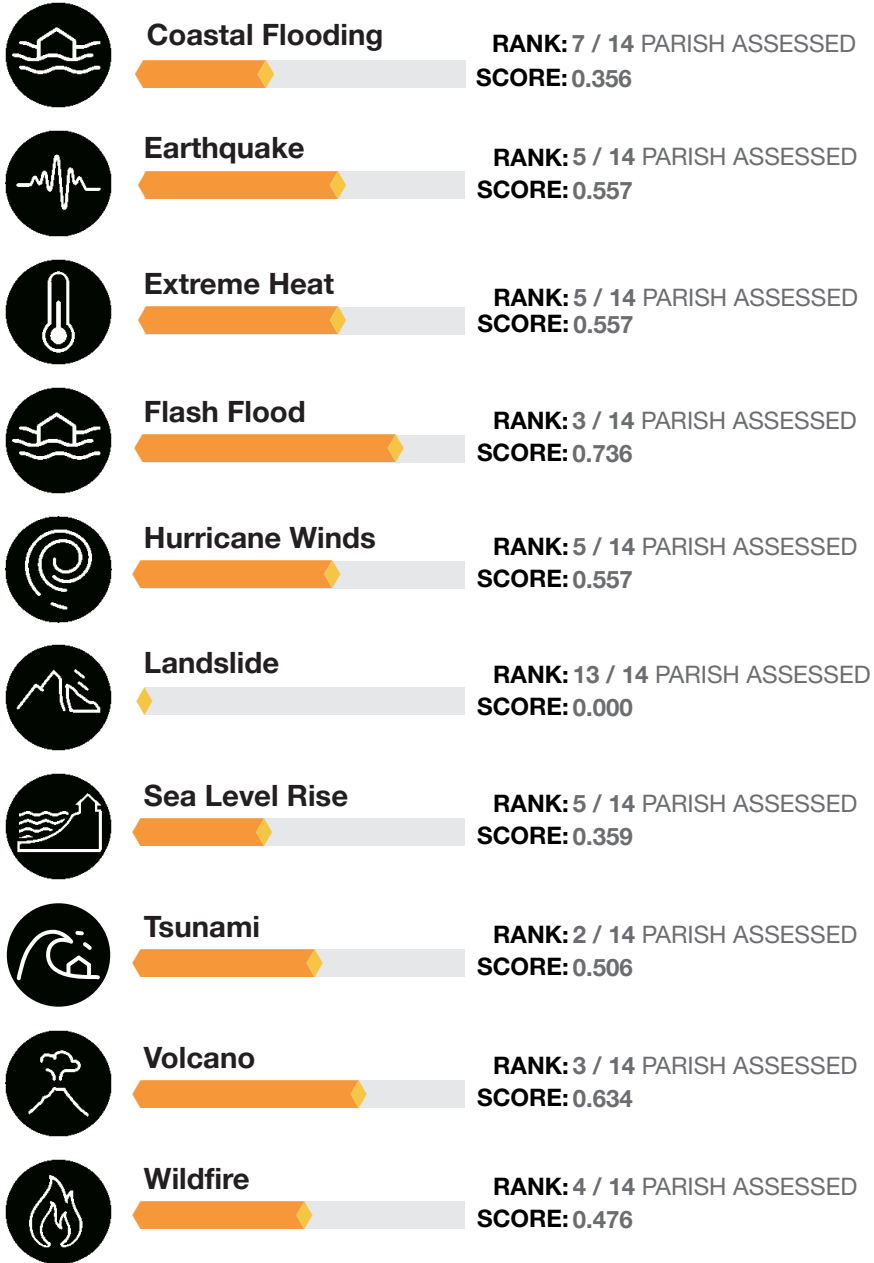 Coastal Flooding
RANK: 7 / 14 PARISH ASSESSED
SCORE: 0.356
Earthquake
RANK: 5 / 14 PARISH ASSESSED
SCORE: 0.557
Extreme Heat
RANK: 5 / 14 PARISH ASSESSED
SCORE: 0.557
Flash Flood
RANK: 3 / 14 PARISH ASSESSED
SCORE: 0.736
Hurricane Winds
RANK: 5 / 14 PARISH ASSESSED
SCORE: 0.557
Landslide
RANK: 13 / 14 PARISH ASSESSED
SCORE: 0.000
Sea Level Rise
RANK: 5 / 14 PARISH ASSESSED
SCORE: 0.359
Tsunami
RANK: 2 / 14 PARISH ASSESSED
SCORE: 0.506
Volcano
RANK: 3 / 14 PARISH ASSESSED
SCORE: 0.634
Wildfire
RANK: 4 / 14 PARISH ASSESSED
SCORE: 0.476